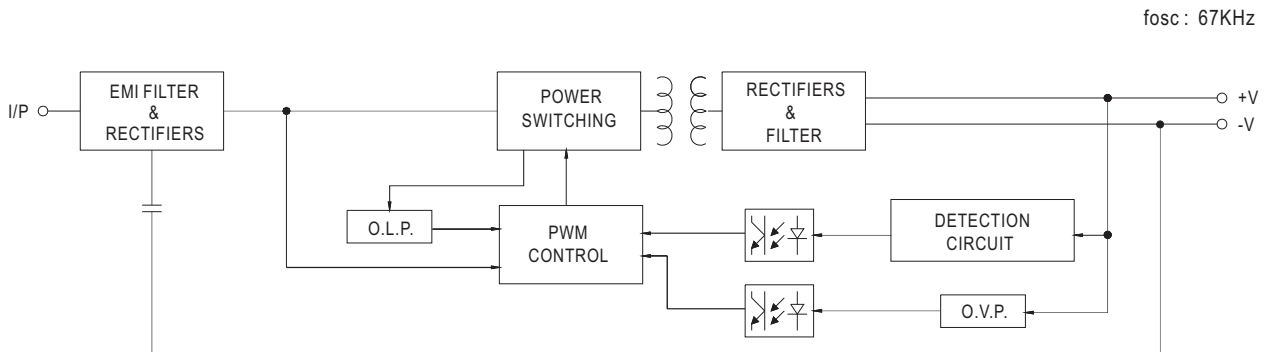 fosc : 67KHz
I/P
EMI FILTER
&
RECTIFIERS
POWER
SWITCHING
RECTIFIERS
&
FILTER
+V
-V
O.L.P.
PWM
CONTROL
DETECTION
CIRCUIT
O.V.P.